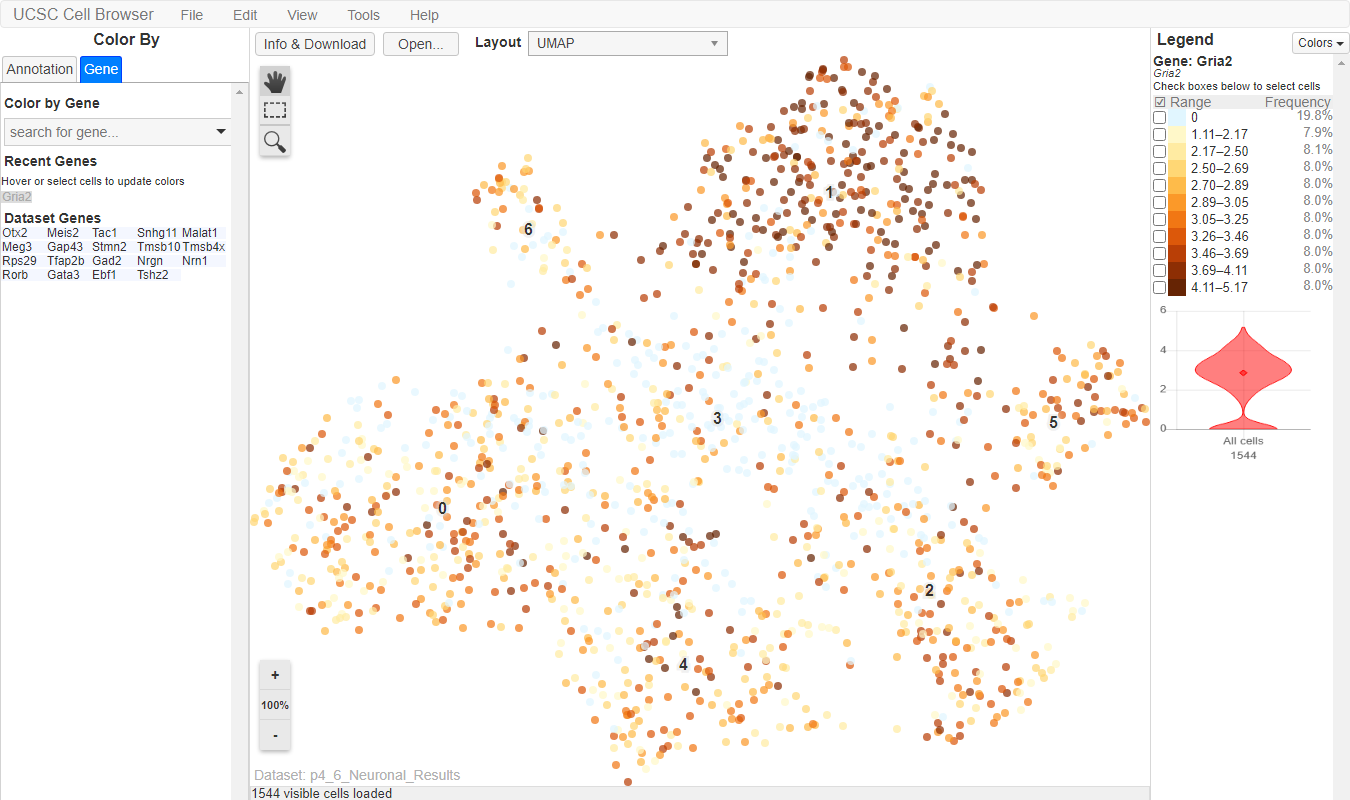 UCSC Cell Browser File Edit View Tools Help
Color By
Annotation Gene
Color by Gene
search for gene...
Recent Genes
Hover or select cells to update colors
Gria2
Dataset Genes
Otx2 Meis2 Tac1 Snhg11 Malat1
Meg3 Gap43 Stmn2 Tmsb10 Tmsb4x
Rps29 Tfap2b Gad2 Nrgn Nrn1
Rorb Gata3 Ebf1 Tshz2
Info & Download Open... Layout UMAP
1
6
3
5
0
2
4
+
100%
-
Dataset: p4_6_Neuronal_Results
1544 visible cells loaded
Legend Colors
Gene: Gria2
Gria2
Check boxes below to select cells
Range Frequency
0 19.8%
1.11–2.17 7.9%
2.17–2.50 8.1%
2.50–2.69 8.0%
2.70–2.89 8.0%
2.89–3.05 8.0%
3.05–3.25 8.0%
3.26–3.46 8.0%
3.46–3.69 8.0%
3.69–4.11 8.0%
4.11–5.17 8.0%
6
4
2
0
All cells
1544